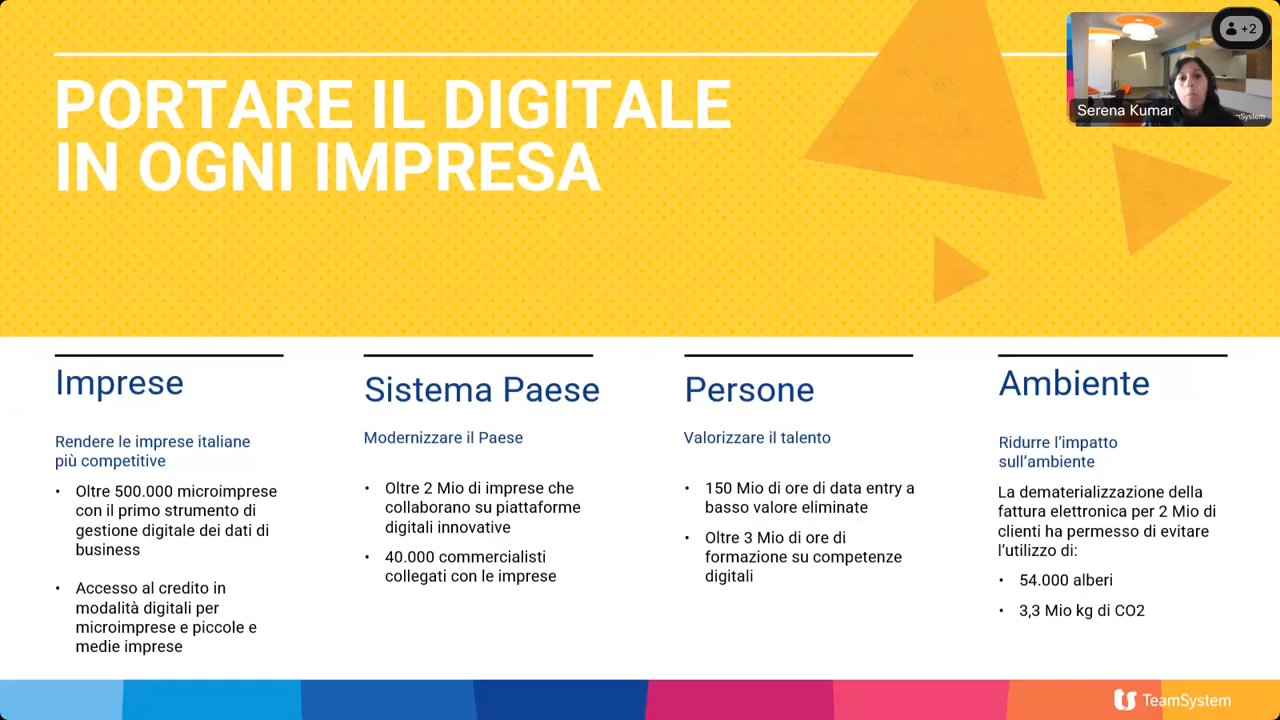 PORTARE IL DIGITALE
IN OGNI IMPRESA
+2
Serena Kumar
Imprese
Rendere le imprese italiane
più competitive
• Oltre 500.000 microimprese
con il primo strumento di
gestione digitale dei dati di
business
• Accesso al credito in
modalità digitali per
microimprese e piccole e
medie imprese
Sistema Paese
Modernizzare il Paese
• Oltre 2 Mio di imprese che
collaborano su piattaforme
digitali innovative
• 40.000 commercialisti
collegati con le imprese
Persone
Valorizzare il talento
• 150 Mio di ore di data entry a
basso valore eliminate
• Oltre 3 Mio di ore di
formazione su competenze
digitali
Ambiente
Ridurre l’impatto
sull’ambiente
La dematerializzazione della
fattura elettronica per 2 Mio di
clienti ha permesso di evitare
l’utilizzo di:
• 54.000 alberi
• 3,3 Mio kg di CO2
TeamSystem